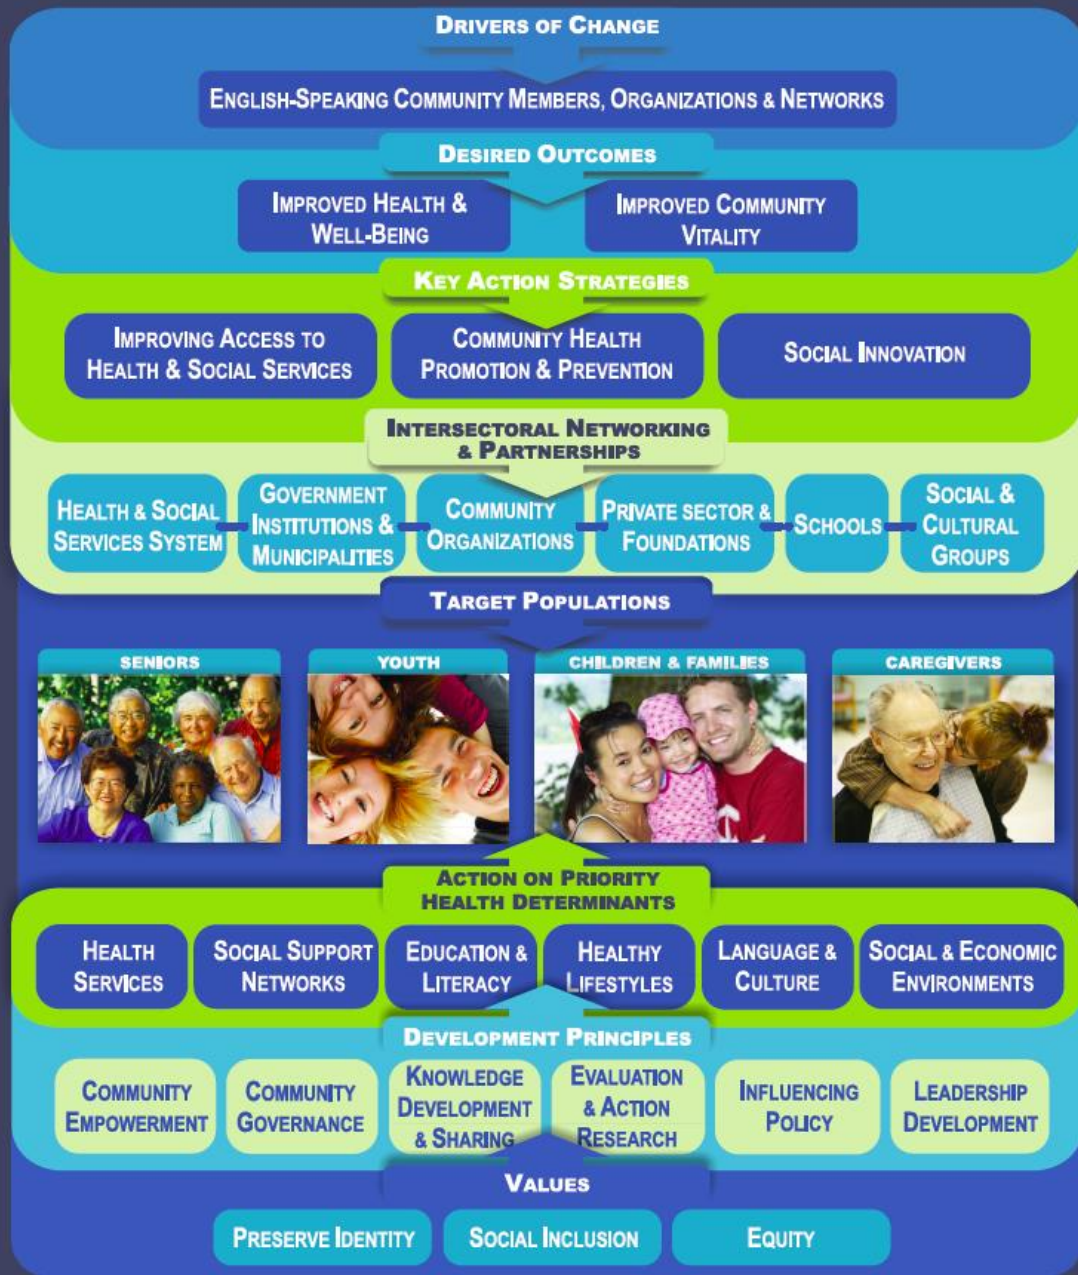 DRIVERS OF CHANGE
ENGLISH-SPEAKING COMMUNITY MEMBERS, ORGANIZATIONS & NETWORKS
DESIRED OUTCOMES
IMPROVED HEALTH &
WELL-BEING
IMPROVED COMMUNITY
VITALITY
KEY ACTION STRATEGIES
IMPROVING ACCESS TO
HEALTH & SOCIAL SERVICES
COMMUNITY HEALTH
PROMOTION & PREVENTION
SOCIAL INNOVATION
INTERSECTORAL NETWORKING
& PARTNERSHIPS
HEALTH & SOCIAL
SERVICES SYSTEM
GOVERNMENT
INSTITUTIONS &
MUNICIPALITIES
COMMUNITY
ORGANIZATIONS
PRIVATE SECTOR &
FOUNDATIONS
SCHOOLS
SOCIAL &
CULTURAL
GROUPS
TARGET POPULATIONS
SENIORS
YOUTH
CHILDREN & FAMILIES
CAREGIVERS
ACTION ON PRIORITY
HEALTH DETERMINANTS
HEALTH
SERVICES
SOCIAL SUPPORT
NETWORKS
EDUCATION &
LITERACY
HEALTHY
LIFESTYLES
LANGUAGE &
CULTURE
SOCIAL & ECONOMIC
ENVIRONMENTS
DEVELOPMENT PRINCIPLES
COMMUNITY
EMPOWERMENT
COMMUNITY
GOVERNANCE
KNOWLEDGE
DEVELOPMENT
& SHARING
EVALUATION
& ACTION
RESEARCH
INFLUENCING
POLICY
LEADERSHIP
DEVELOPMENT
VALUES
PRESERVE IDENTITY
SOCIAL INCLUSION
EQUITY